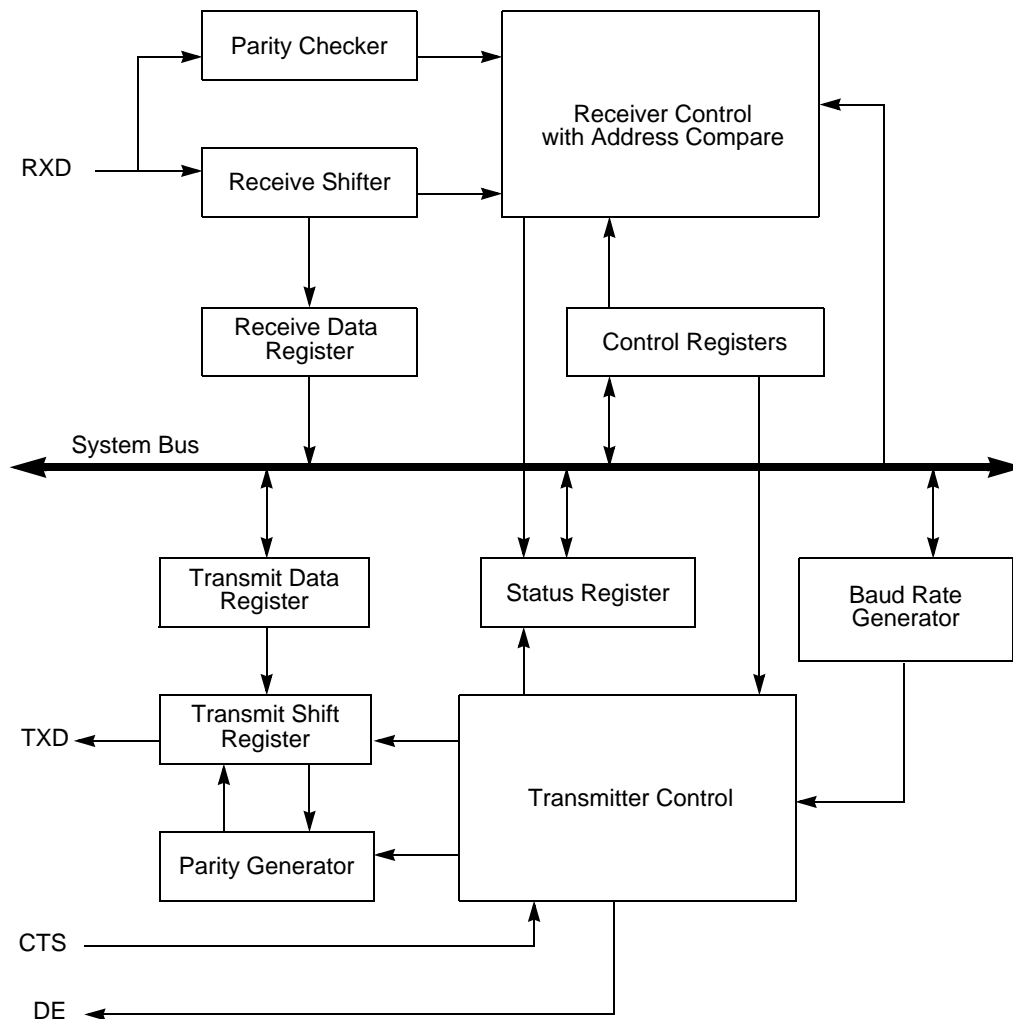 Parity Checker
Receiver Control
with Address Compare
RXD
Receive Shifter
Receive Data
Register
Control Registers
System Bus
Transmit Data
Register
Status Register
Baud Rate
Generator
Transmit Shift
Register
TXD
Transmitter Control
Parity Generator
CTS
DE